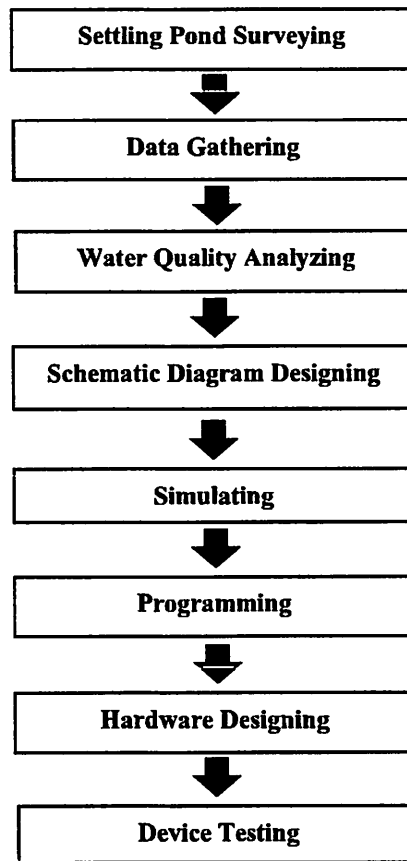 Settling Pond Surveying
Data Gathering
Water Quality Analyzing
Schematic Diagram Designing
Simulating
Programming
Hardware Designing
Device Testing